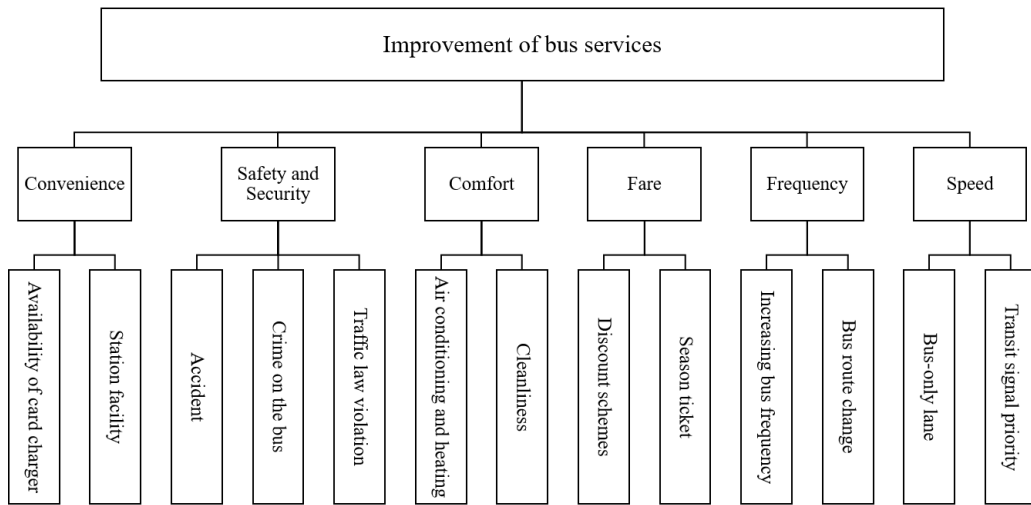 Improvement of bus services
Convenience
Safety and
Security
Comfort
Fare
Frequency
Speed
Availability of card charger
Station facility
Accident
Crime on the bus
Traffic law violation
Air conditioning and heating
Cleanliness
Discount schemes
Season ticket
Increasing bus frequency
Bus route change
Bus-only lane
Transit signal priority